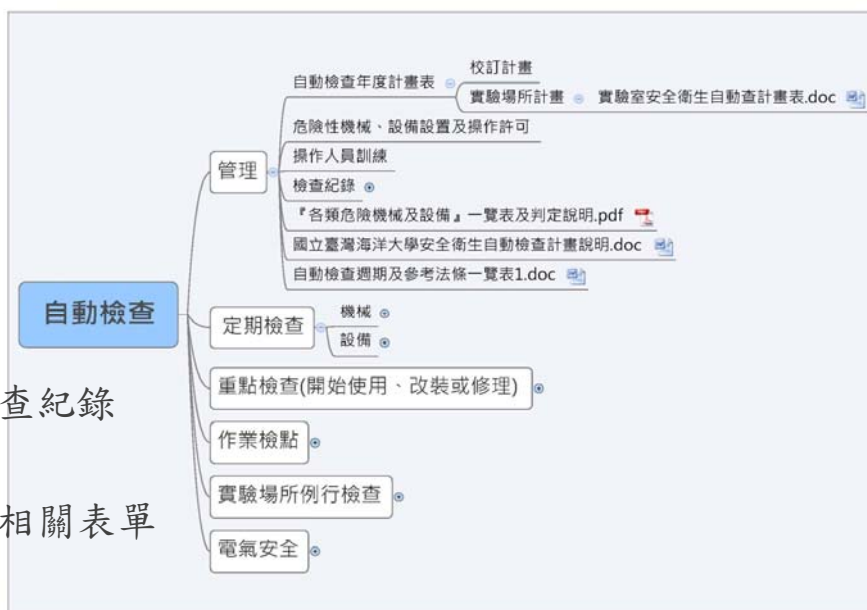 校訂計畫
自動檢查年度計畫表
實驗場所計畫 實驗室安全衛生自動查計畫表.doc
危險性機械、設備設置及操作許可
操作人員訓練
管理
檢查紀錄
『各類危險機械及設備』一覽表及判定說明.pdf
國立臺灣海洋大學安全衛生自動檢查計畫說明.doc
自動檢查週期及參考法條一覽表1.doc
自動檢查
機械
定期檢查
設備
重點檢查(開始使用、改裝或修理)
查紀錄
作業檢點
實驗場所例行檢查
相關表單
電氣安全